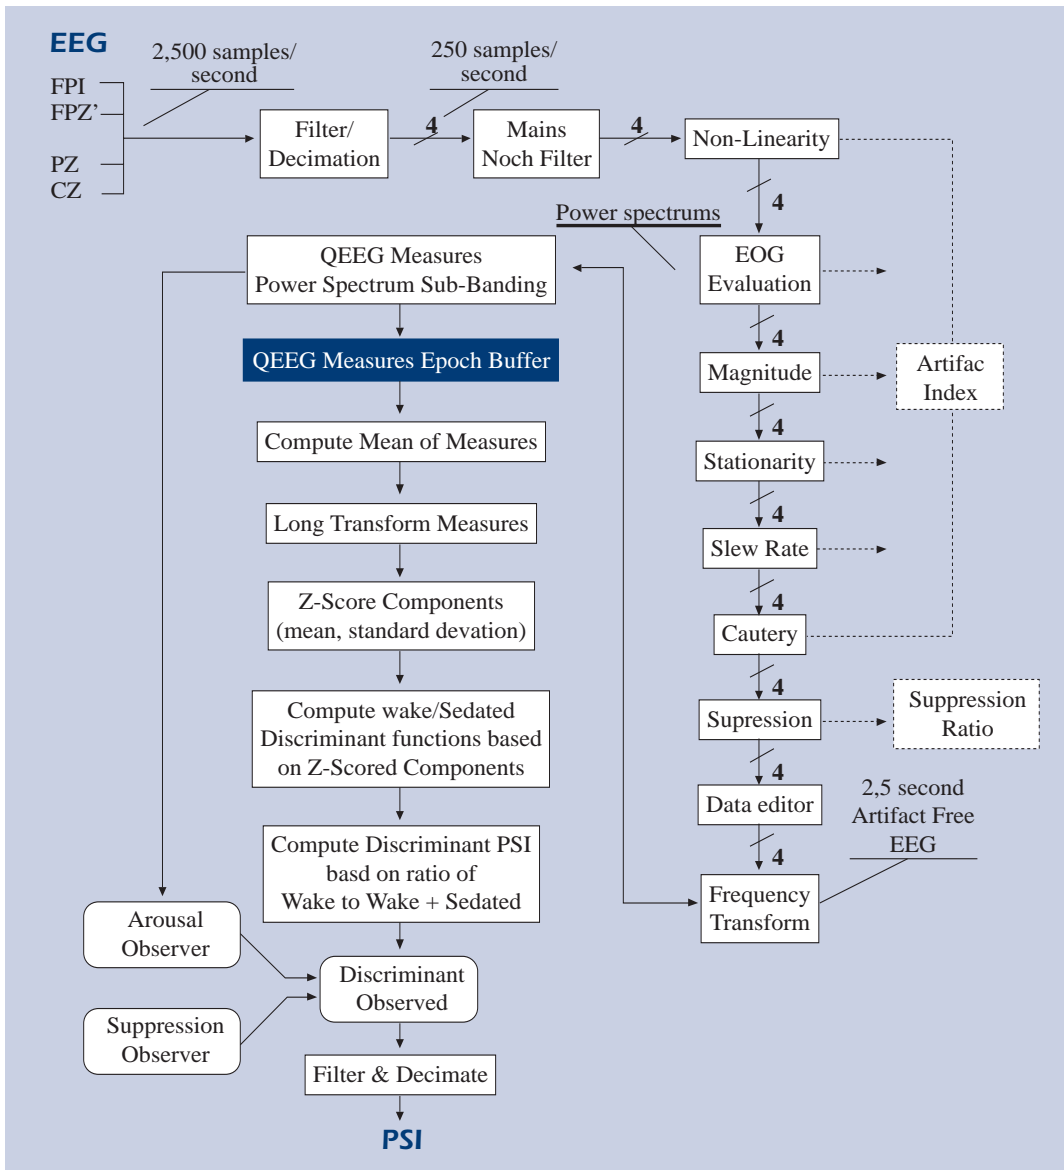 EEG
2,500 samples/
second
250 samples/
second
FPI
FPZ’
PZ
CZ
Filter/
Decimation
4
Mains
Noch Filter
4
Non-Linearity
4
Power spectrums
EOG
Evaluation
4
Magnitude
4
Stationarity
4
Slew Rate
4
Cautery
4
Supression
4
Data editor
4
Frequency
Transform
Artifac
Index
Suppression
Ratio
2,5 second
Artifact Free
EEG
QEEG Measures
Power Spectrum Sub-Banding
QEEG Measures Epoch Buffer
Compute Mean of Measures
Long Transform Measures
Z-Score Components
(mean, standard devation)
Compute wake/Sedated
Discriminant functions based
on Z-Scored Components
Compute Discriminant PSI
basd on ratio of
Wake to Wake + Sedated
Arousal
Observer
Suppression
Observer
Discriminant
Observed
Filter & Decimate
PSI